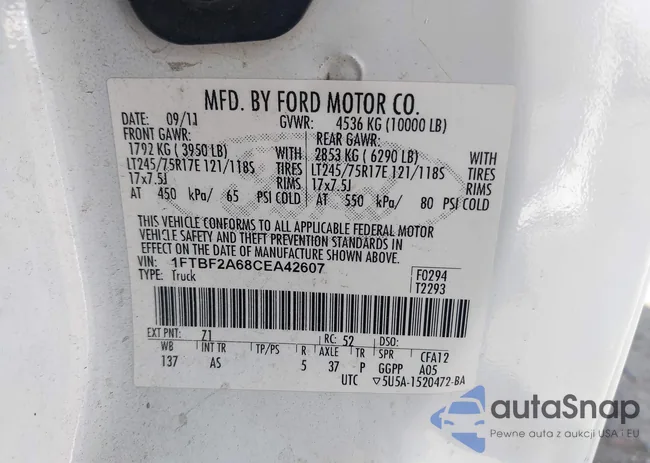 MFD. BY FORD MOTOR CO.
DATE: 09/11 GVWR: 4536 KG (10000 LB)
FRONT GAWR: REAR GAWR:
1792 KG ( 3950 LB) WITH 2853 KG ( 6290 LB) WITH
LT245/75R17E 121/118S TIRES LT245/75R17E 121/118S TIRES
17x7.5J RIMS 17x7.5J RIMS
AT 450 kPa/ 65 PSI COLD AT 550 kPa/ 80 PSI COLD
THIS VEHICLE CONFORMS TO ALL APPLICABLE FEDERAL MOTOR
VEHICLE SAFETY AND THEFT PREVENTION STANDARDS IN
EFFECT ON THE DATE OF MANUFACTURE SHOWN ABOVE.
VIN: 1FTBF2A68CEA42607 F0294
TYPE: Truck T2293
EXT PNT: Z1 RC: 52 DSO:
WB INT TR TP/PS R AXLE TR SPR CFA12
137 AS 5 37 P GGPP A05
UTC ▽5U5A-1520472-BA
autaSnap
Pewne auta z aukcji USA i EU